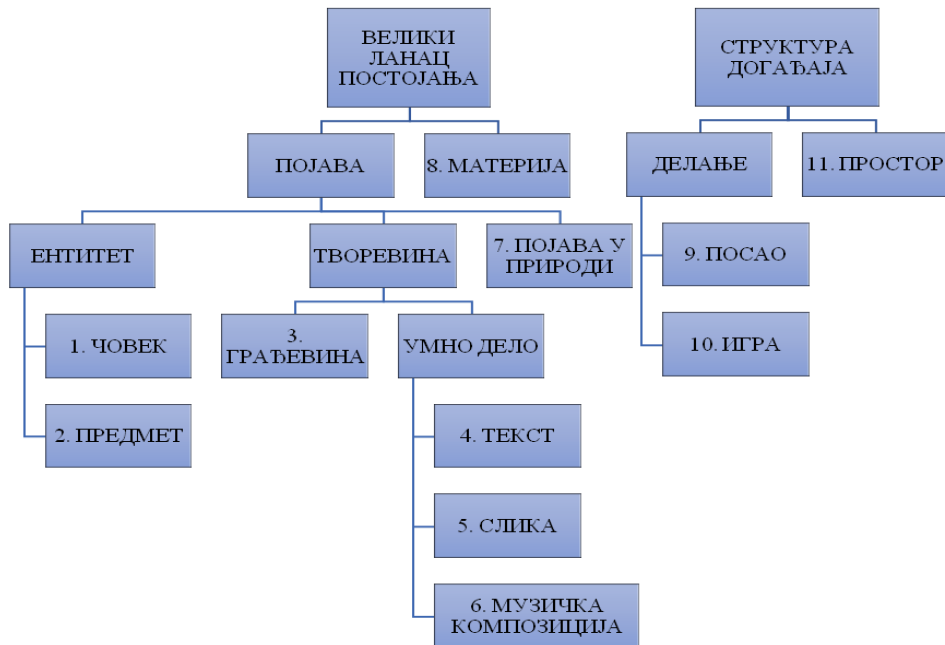 ВЕЛИКИ
ЛАНАЦ
ПОСТОЈАЊА
СТРУКТУРА
ДОГАЂАЈА
ПОЈАВА
8. МАТЕРИЈА
ДЕЛАЊЕ
11. ПРОСТОР
ЕНТИТЕТ
ТВОРЕВИНА
7. ПОЈАВА У
ПРИРОДИ
9. ПОСАО
1. ЧОВЕК
3.
ГРАЂЕВИНА
УМНО ДЕЛО
10. ИГРА
2. ПРЕДМЕТ
4. ТЕКСТ
5. СЛИКА
6. МУЗИЧКА
КОМПОЗИЦИЈА